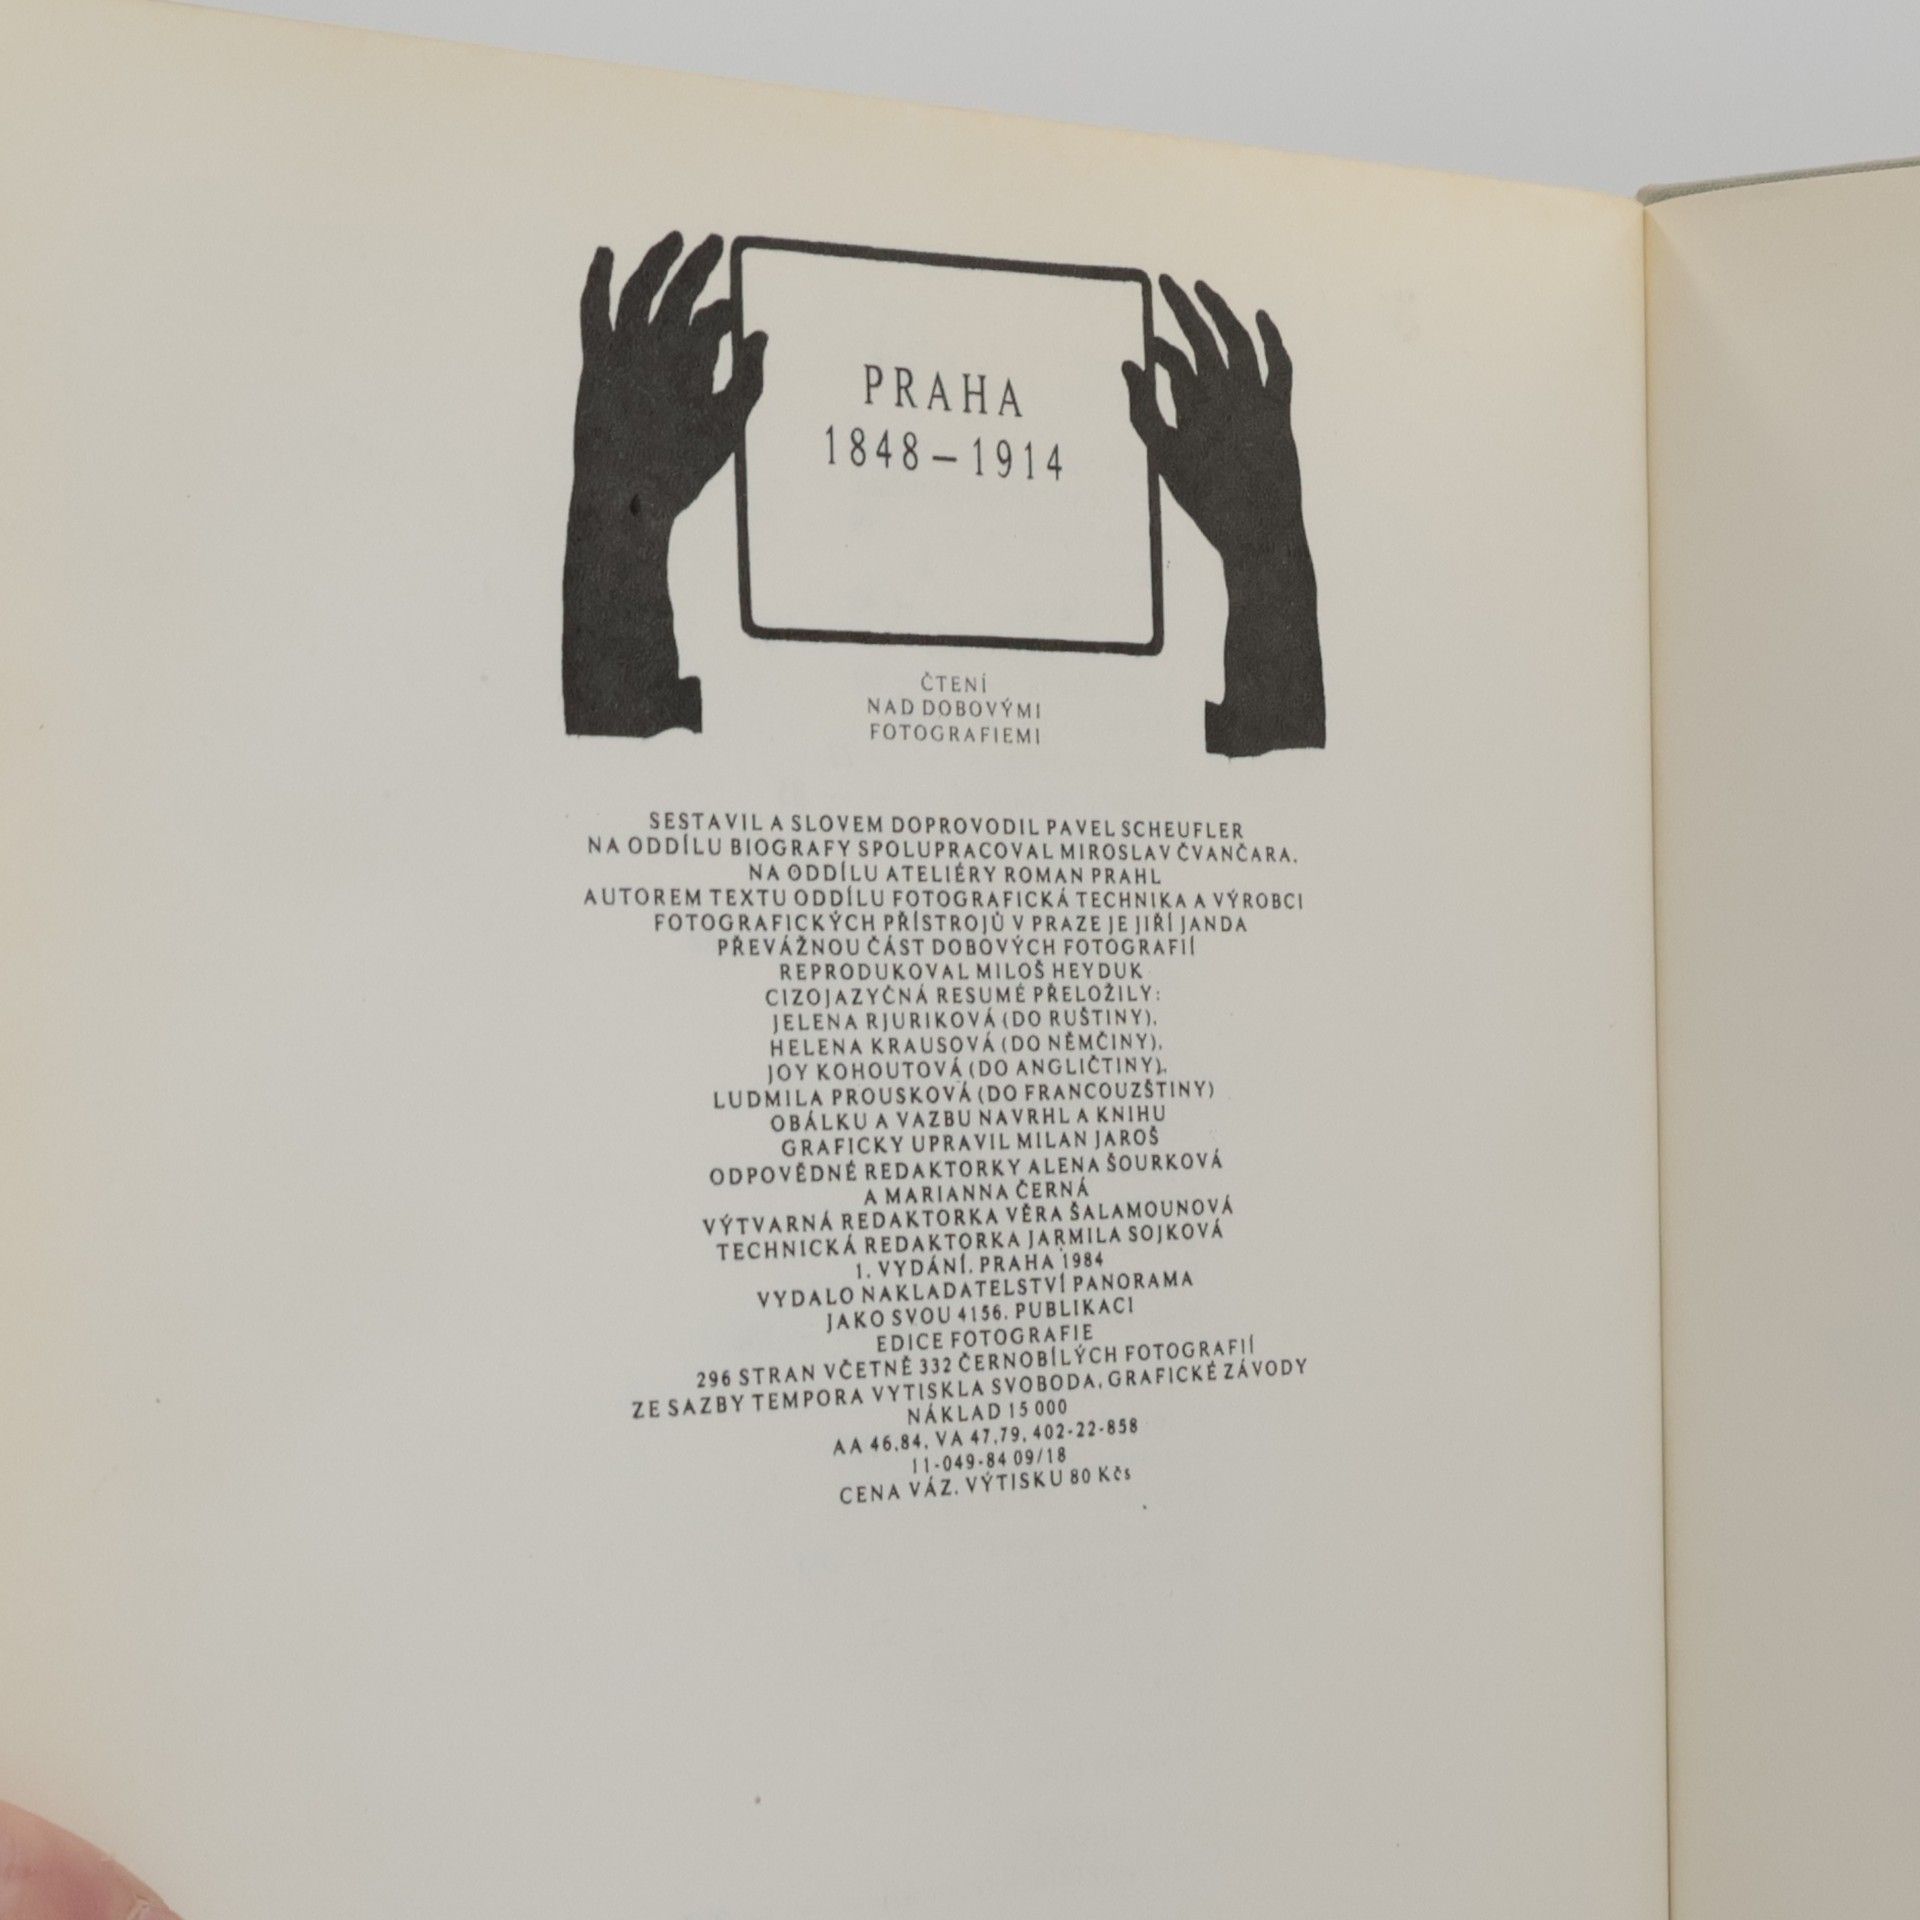 PRAHA
1848–1914
ČTENÍ
NAD DOBOVÝMI
FOTOGRAFIEMI
SESTAVIL A SLOVEM DOPROVODIL PAVEL SCHEUFLER
NA ODDÍLU BIOGRAFY SPOLUPRACOVAL MIROSLAV ČVANČARA,
NA ODDÍLU ATELIÉRY ROMAN PRAHL
AUTOREM TEXTU ODDÍLU FOTOGRAFICKÁ TECHNIKA A VÝROBCI
FOTOGRAFICKÝCH PŘÍSTROJŮ V PRAZE JE JIŘÍ JANDA
PŘEVÁŽNOU ČÁST DOBOVÝCH FOTOGRAFIÍ
REPRODUKOVAL MILOŠ HEYDUK
CIZOJAZYČNÁ RESUMÉ PŘELOŽILY:
JELENA RJURIKOVÁ (DO RUŠTINY),
HELENA KRAUSOVÁ (DO NĚMČINY),
JOY KOHOUTOVÁ (DO ANGLIČTINY),
LUDMILA PROUSKOVÁ (DO FRANCOUZŠTINY)
OBÁLKU A VAZBU NAVRHL A KNIHU
GRAFICKY UPRAVIL MILAN JAROŠ
ODPOVĚDNÉ REDAKTORKY ALENA ŠOURKOVÁ
A MARIANNA ČERNÁ
VÝTVARNÁ REDAKTORKA VĚRA ŠALAMOUNOVÁ
TECHNICKÁ REDAKTORKA JARMILA SOJKOVÁ
1. VYDÁNÍ. PRAHA 1984
VYDALO NAKLADATELSTVÍ PANORAMA
JAKO SVOU 4156. PUBLIKACI
EDICE FOTOGRAFIE
296 STRAN VČETNĚ 332 ČERNOBÍLÝCH FOTOGRAFIÍ
ZE SAZBY TEMPORA VYTISKLA SVOBODA, GRAFICKÉ ZÁVODY
NÁKLAD 15 000
AA 46,84, VA 47,79, 402-22-858
11-049-84 09/18
CENA VÁZ. VÝTISKU 80 Kčs